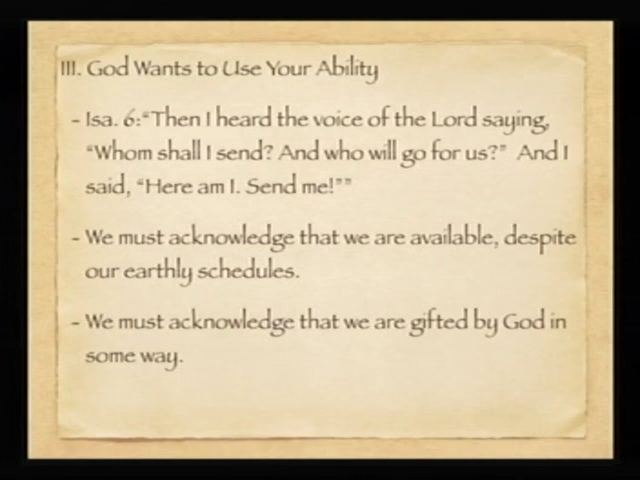 III. God Wants to Use Your Ability
- Isa. 6:“Then I heard the voice of the Lord saying,
“Whom shall I send? And who will go for us?” And I
said, “Here am I. Send me!””
- We must acknowledge that we are available, despite
our earthly schedules.
- We must acknowledge that we are gifted by God in
some way.